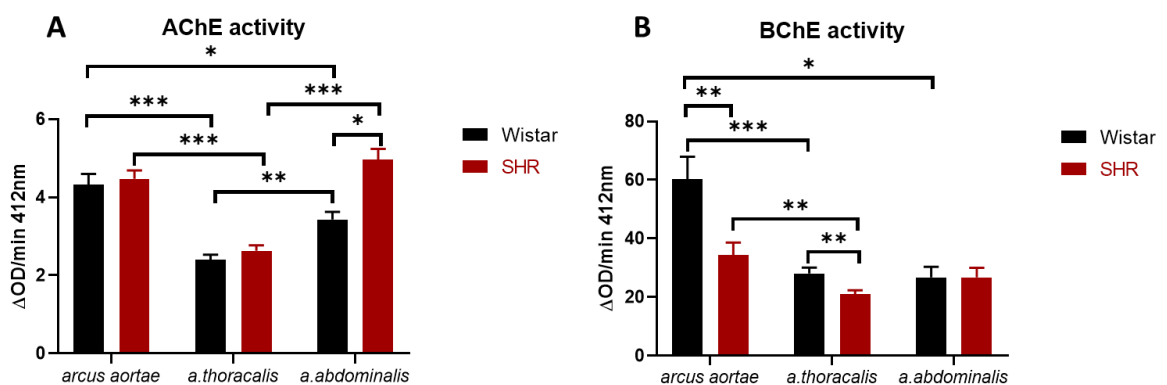 A
AChE activity
*
***
***
***
*
**
6
4
2
0
ΔOD/min 412nm
arcus aortae
a.thoracalis
a.abdominalis
Wistar
SHR
B
BChE activity
*
**
***
**
**
80
60
40
20
0
ΔOD/min 412nm
arcus aortae
a.thoracalis
a.abdominalis
Wistar
SHR